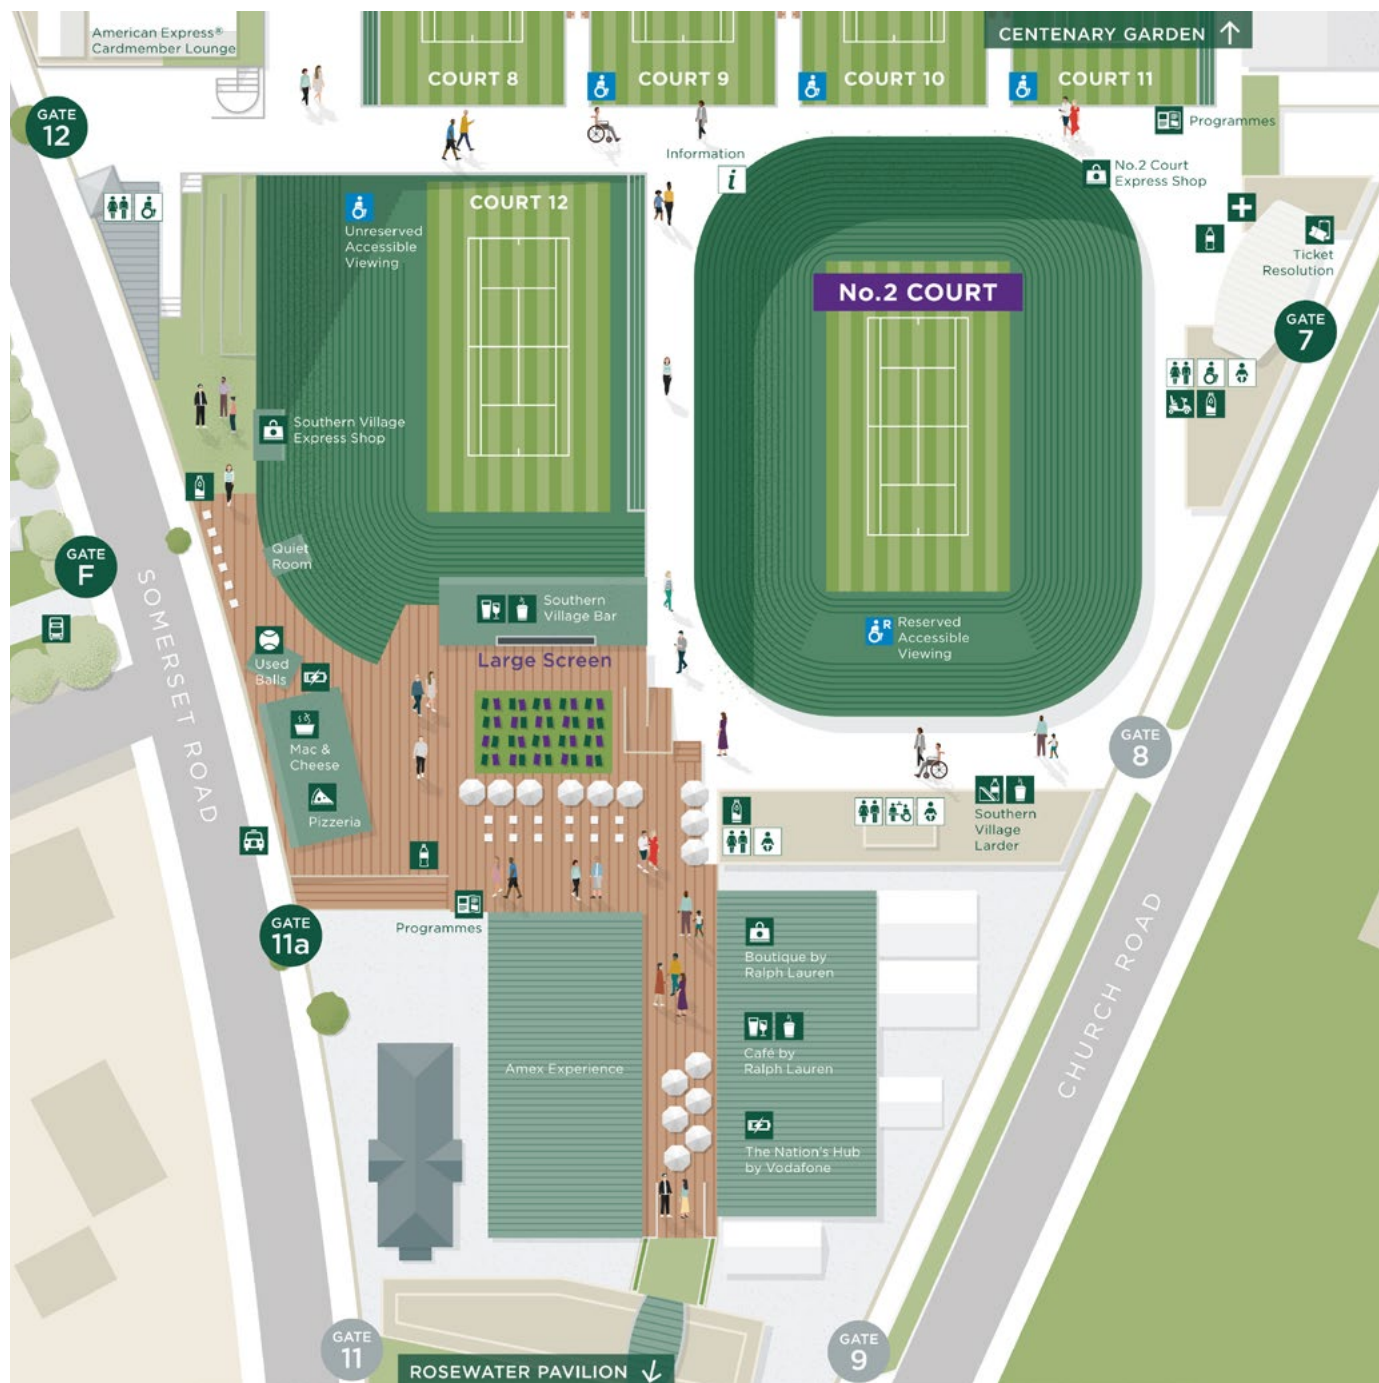 American Express®
Cardmember Lounge
COURT 8
COURT 9
COURT 10
COURT 11
CENTENARY GARDEN
GATE
12
Programmes
Information
i
No.2 Court
Express Shop
COURT 12
Unreserved
Accessible
Viewing
Ticket
Resolution
No.2 COURT
GATE
7
Southern Village
Express Shop
Quiet
Room
GATE
F
SOMERSET ROAD
Southern
Village Bar
Large Screen
R
Reserved
Accessible
Viewing
Used
Balls
Mac &
Cheese
Pizzeria
GATE
8
Southern
Village
Larder
Programmes
GATE
11a
Boutique by
Ralph Lauren
Café by
Ralph Lauren
Amex Experience
The Nation's Hub
by Vodafone
CHURCH ROAD
GATE
11
GATE
9
ROSEWATER PAVILION